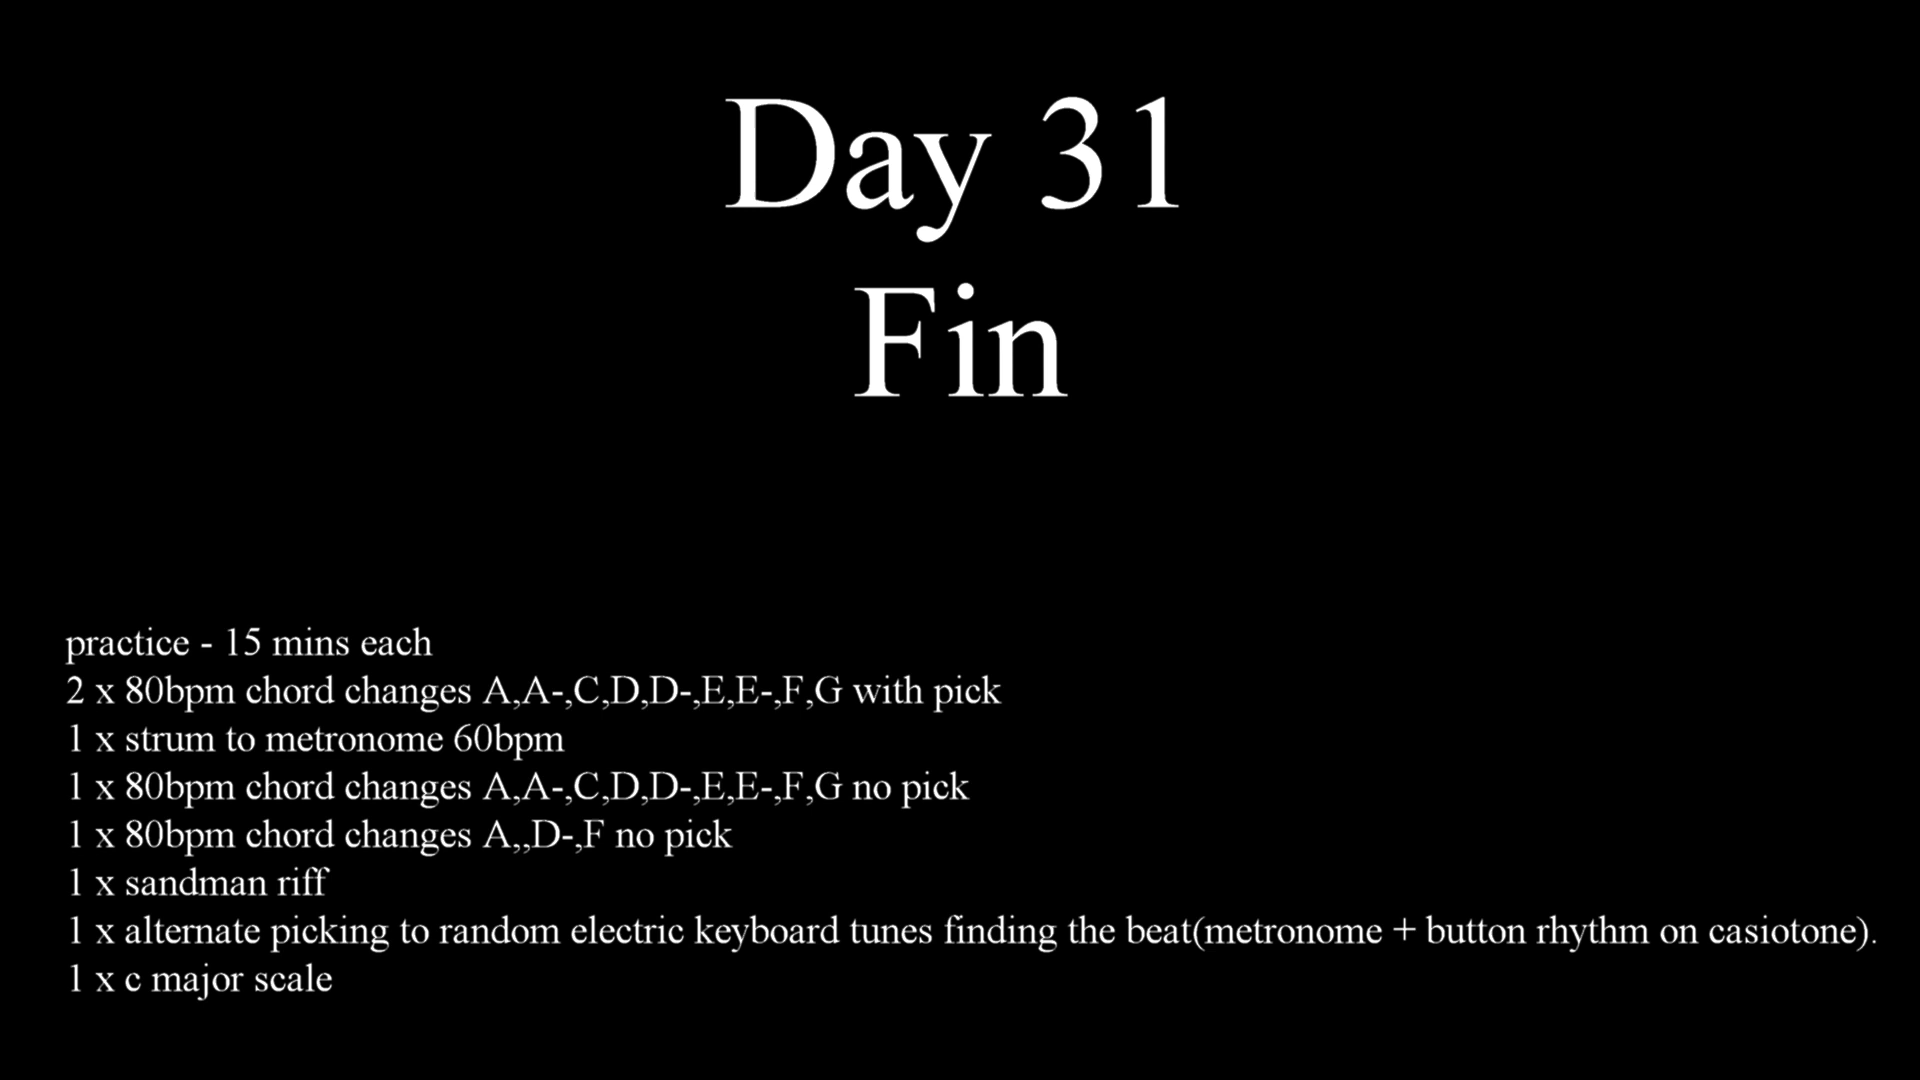 Day 31
Fin
practice - 15 mins each
2 x 80bpm chord changes A,A-,C,D,D-,E,E-,F,G with pick
1 x strum to metronome 60bpm
1 x 80bpm chord changes A,A-,C,D,D-,E,E-,F,G no pick
1 x 80bpm chord changes A,,D-,F no pick
1 x sandman riff
1 x alternate picking to random electric keyboard tunes finding the beat(metronome + button rhythm on casiotone).
1 x c major scale